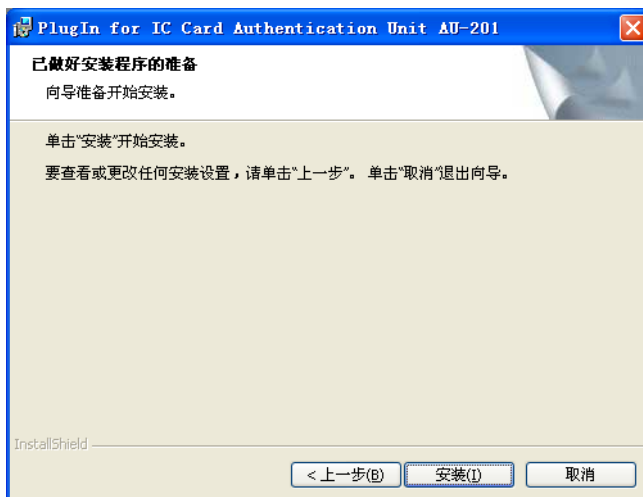 PlugIn for IC Card Authentication Unit AU-201
已做好安装程序的准备
向导准备开始安装。
单击“安装”开始安装。
要查看或更改任何安装设置，请单击“上一步”。 单击“取消”退出向导。
InstallShield
<上一步(B)
安装(I)
取消